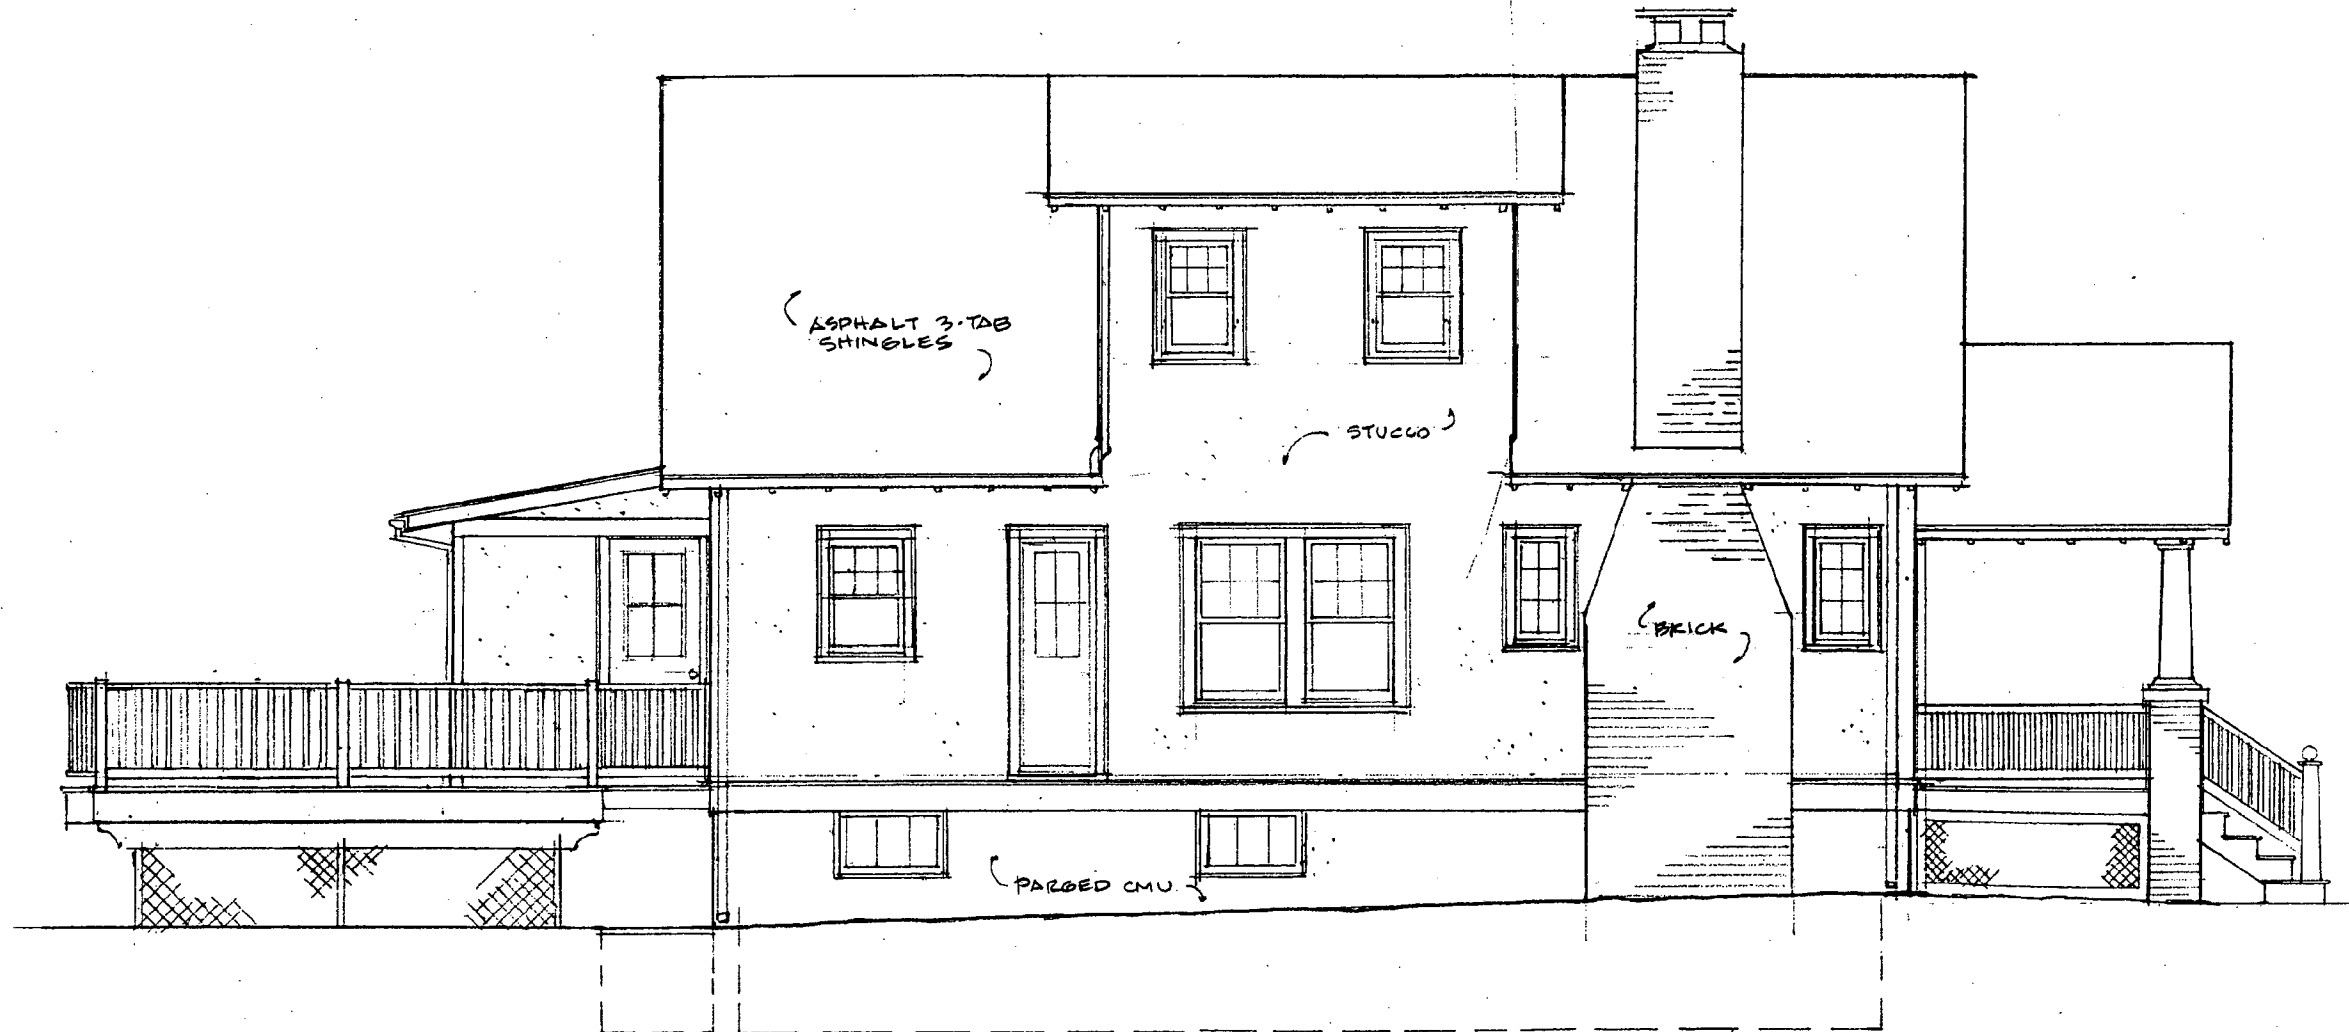 ASPHALT 3-TAB
SHINGLES
STUCCO
BRICK
PARGED CMU